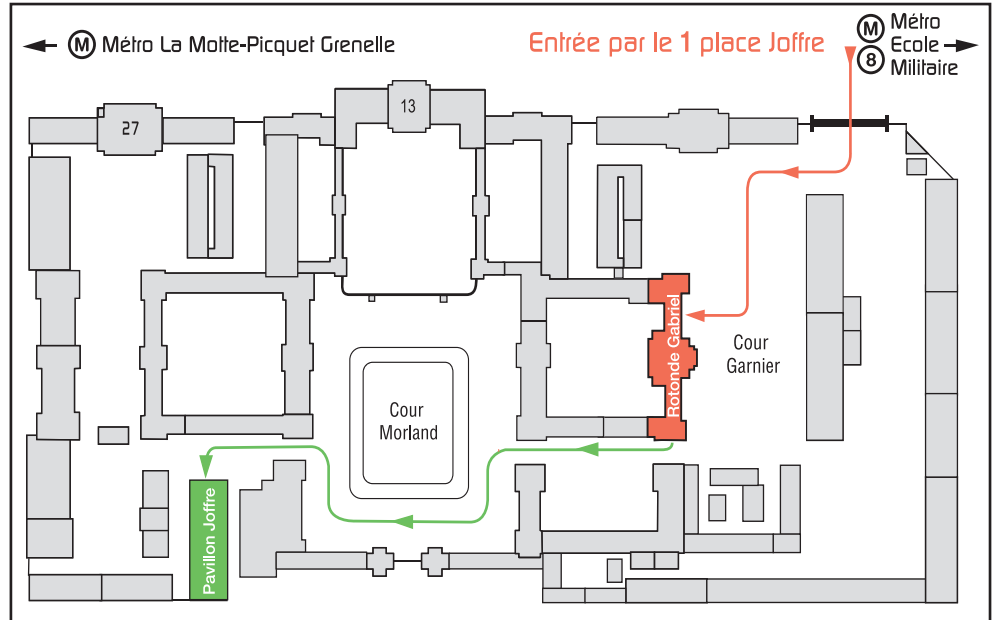 M Métro La Motte-Picquet Grenelle
Entrée par le 1 place Joffre
M Métro
8 Ecole
Militaire
27
13
Rotonde Gabriel
Cour
Garnier
Cour
Morland
Pavillon Joffre